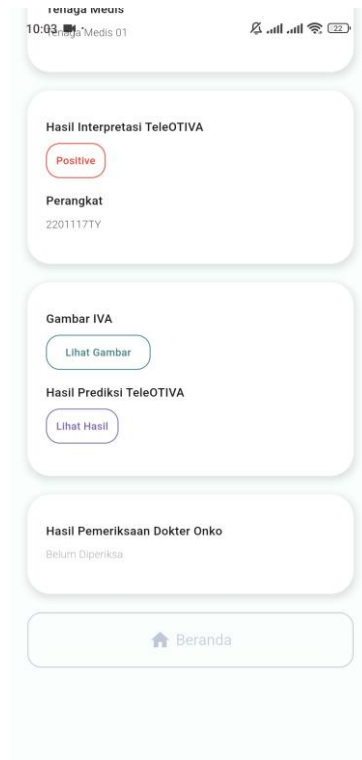 Tenaga Medis
10:03
Tenaga Medis 01
22
Hasil Interpretasi TeleOTIVA
Positive
Perangkat
2201117TY
Gambar IVA
Lihat Gambar
Hasil Prediksi TeleOTIVA
Lihat Hasil
Hasil Pemeriksaan Dokter Onko
Belum Diperiksa
Beranda